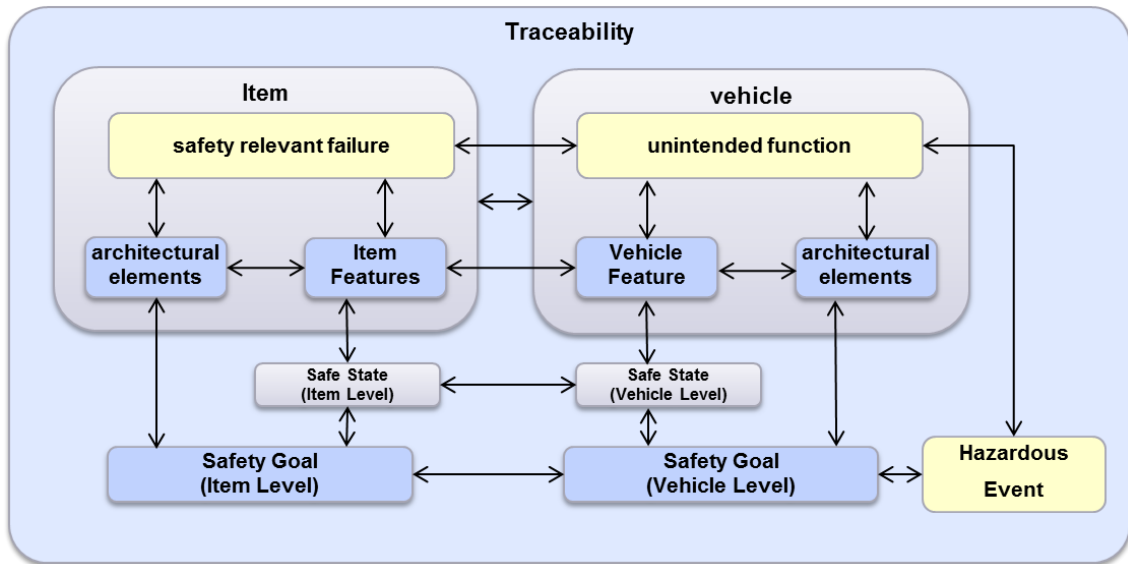 Traceability
Item
vehicle
safety relevant failure
unintended function
architectural
elements
Item
Features
Vehicle
Feature
architectural
elements
Safe State
(Item Level)
Safe State
(Vehicle Level)
Safety Goal
(Item Level)
Safety Goal
(Vehicle Level)
Hazardous
Event